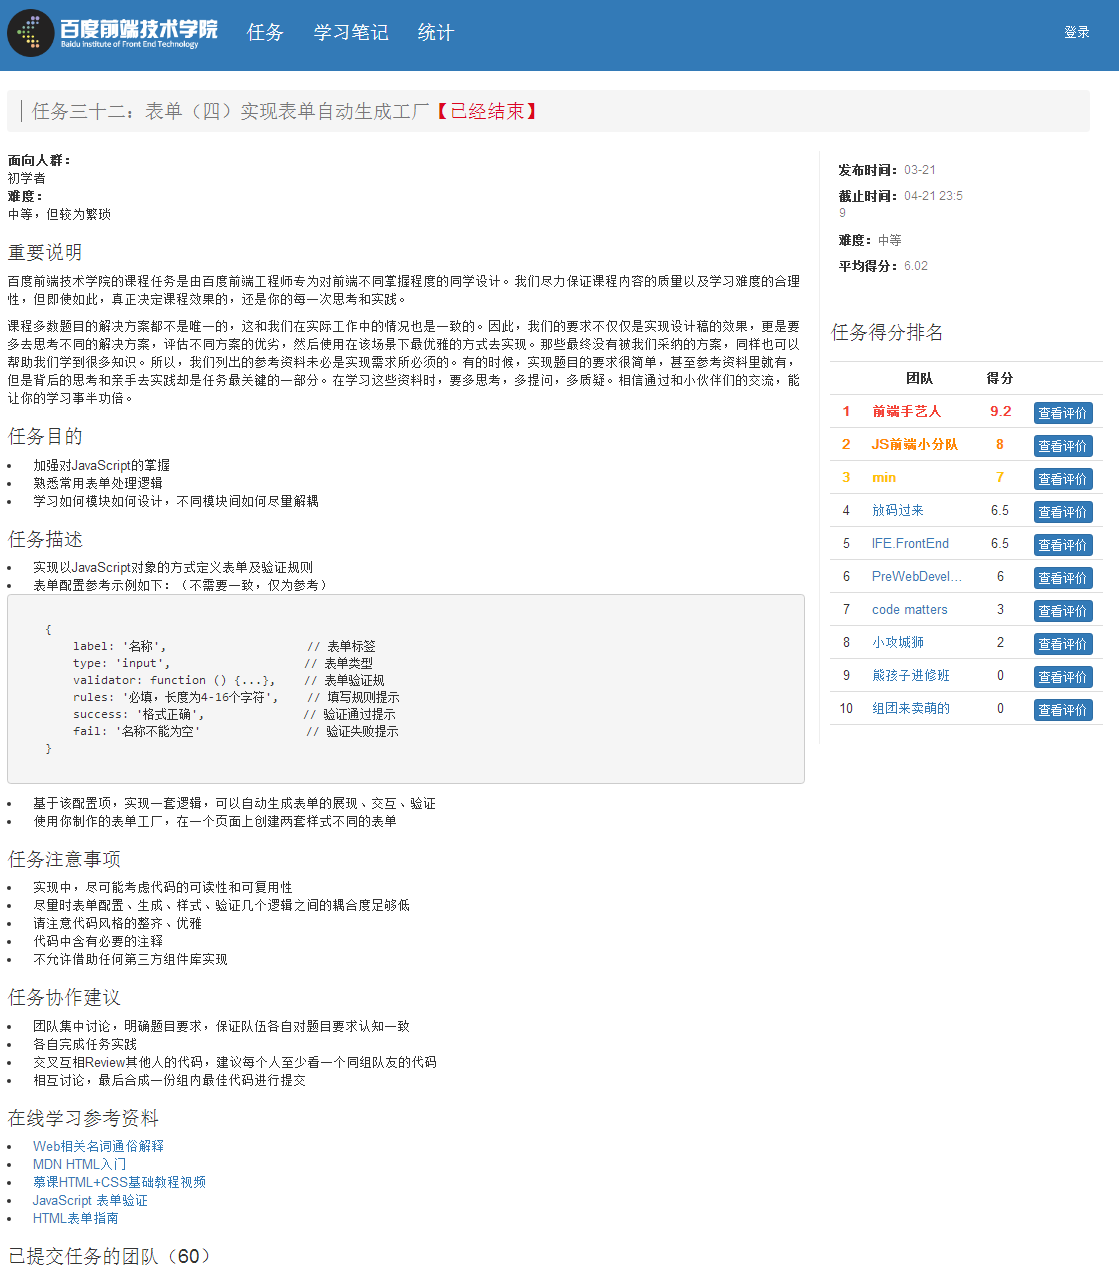 百度前端技术学院
Baidu Institute of Front End Technology
任务 学习笔记 统计
登录
任务三十二：表单（四）实现表单自动生成工厂【已经结束】
面向人群：
初学者
难度：
中等，但较为繁琐
重要说明
百度前端技术学院的课程任务是由百度前端工程师专为对前端不同掌握程度的同学设计。我们尽力保证课程内容的质量以及学习难度的合理
性，但即使如此，真正决定课程效果的，还是你的每一次思考和实践。
课程多数题目的解决方案都不是唯一的，这和我们在实际工作中的情况也是一致的。因此，我们的要求不仅仅是实现设计稿的效果，更是要
多去思考不同的解决方案，评估不同方案的优劣，然后使用在该场景下最优雅的方式去实现。那些最终没有被我们采纳的方案，同样也可以
帮助我们学到很多知识。所以，我们列出的参考资料未必是实现需求所必须的。有的时候，实现题目的要求很简单，甚至参考资料里就有，
但是背后的思考和亲手去实践却是任务最关键的一部分。在学习这些资料时，要多思考，多提问，多质疑。相信通过和小伙伴们的交流，能
让你的学习事半功倍。
任务目的
• 加强对JavaScript的掌握
• 熟悉常用表单处理逻辑
• 学习如何模块如何设计，不同模块间如何尽量解耦
任务描述
• 实现以JavaScript对象的方式定义表单及验证规则
• 表单配置参考示例如下：（不需要一致，仅为参考）
{
label: '名称', // 表单标签
type: 'input', // 表单类型
validator: function () {...}, // 表单验证规
rules: '必填，长度为4-16个字符', // 填写规则提示
success: '格式正确', // 验证通过提示
fail: '名称不能为空' // 验证失败提示
}
• 基于该配置项，实现一套逻辑，可以自动生成表单的展现、交互、验证
• 使用你制作的表单工厂，在一个页面上创建两套样式不同的表单
任务注意事项
• 实现中，尽可能考虑代码的可读性和可复用性
• 尽量时表单配置、生成、样式、验证几个逻辑之间的耦合度足够低
• 请注意代码风格的整齐、优雅
• 代码中含有必要的注释
• 不允许借助任何第三方组件库实现
任务协作建议
• 团队集中讨论，明确题目要求，保证队伍各自对题目要求认知一致
• 各自完成任务实践
• 交叉互相Review其他人的代码，建议每个人至少看一个同组队友的代码
• 相互讨论，最后合成一份组内最佳代码进行提交
在线学习参考资料
• Web相关名词通俗解释
• MDN HTML入门
• 慕课HTML+CSS基础教程视频
• JavaScript 表单验证
• HTML表单指南
已提交任务的团队（60）
发布时间：03-21
截止时间：04-21 23:5
9
难度：中等
平均得分：6.02
任务得分排名
团队 得分
1 前端手艺人 9.2 查看评价
2 JS前端小分队 8 查看评价
3 min 7 查看评价
4 放码过来 6.5 查看评价
5 IFE.FrontEnd 6.5 查看评价
6 PreWebDevel... 6 查看评价
7 code matters 3 查看评价
8 小攻城狮 2 查看评价
9 熊孩子进修班 0 查看评价
10 组团来卖萌的 0 查看评价